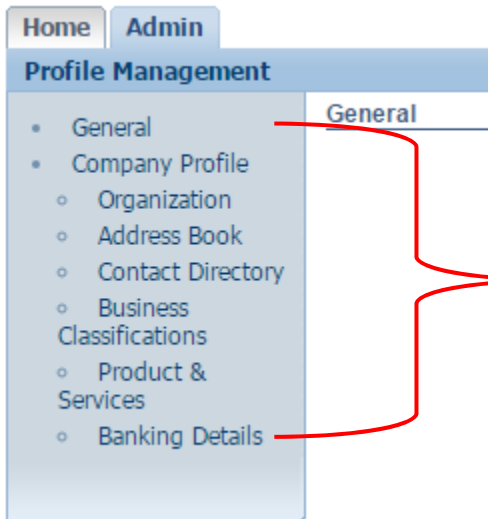 Home Admin
Profile Management
General
General
Company Profile
Organization
Address Book
Contact Directory
Business
Classifications
Product &
Services
Banking Details